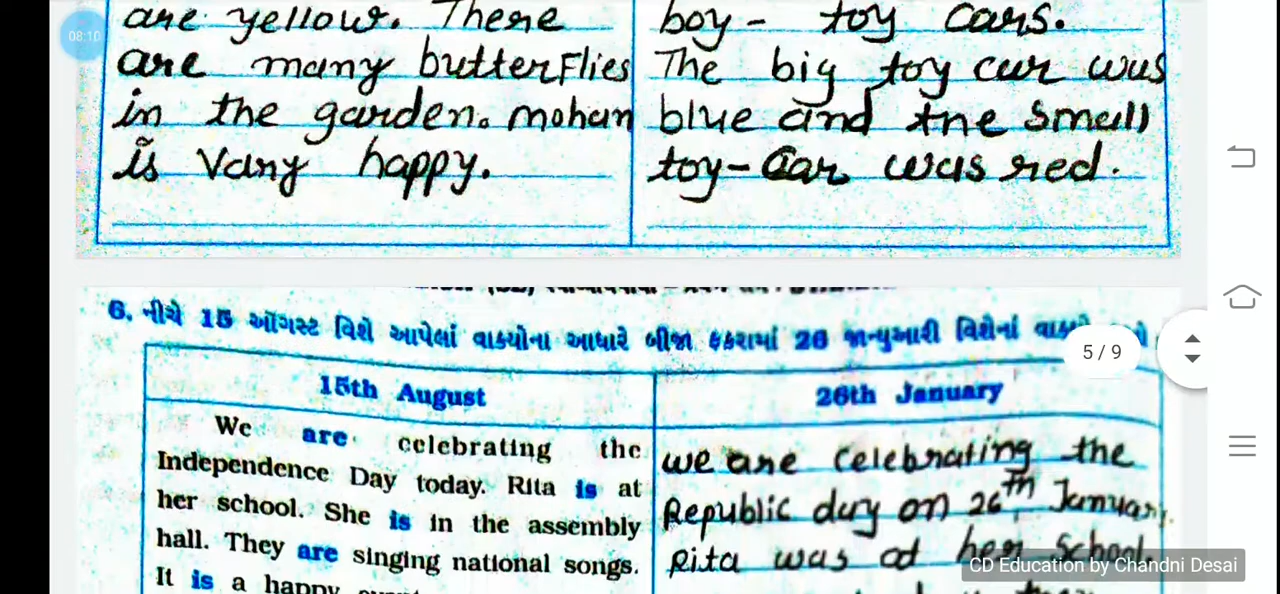 08:10
are yellow. There
are many butterflies
in the garden. mohan
is vary happy.
boy - toy cars.
The big toy car was
blue and the small
toy-car was red.
6. નીચે 15 ઑગસ્ટ વિશે આપેલાં વાક્યોના આધારે બીજા ફકરામાં 26 જાન્યુઆરી વિશેનાં
5 / 9
15th August
We are celebrating the
Independence Day today. Rita is at
her school. She is in the assembly
hall. They are singing national songs.
It is a happy
26th January
we are celebrating the
Republic day on 26th January.
Rita was at her school.
CD Education by Chandni Desai